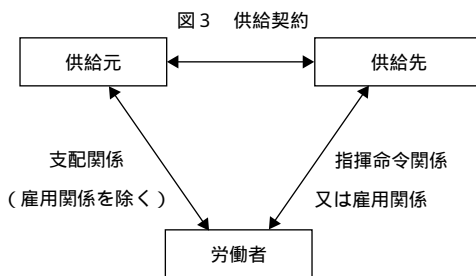 図3 供給契約
供給元
供給先
支配関係
(雇用関係を除く)
指揮命令関係
又は雇用関係
労働者